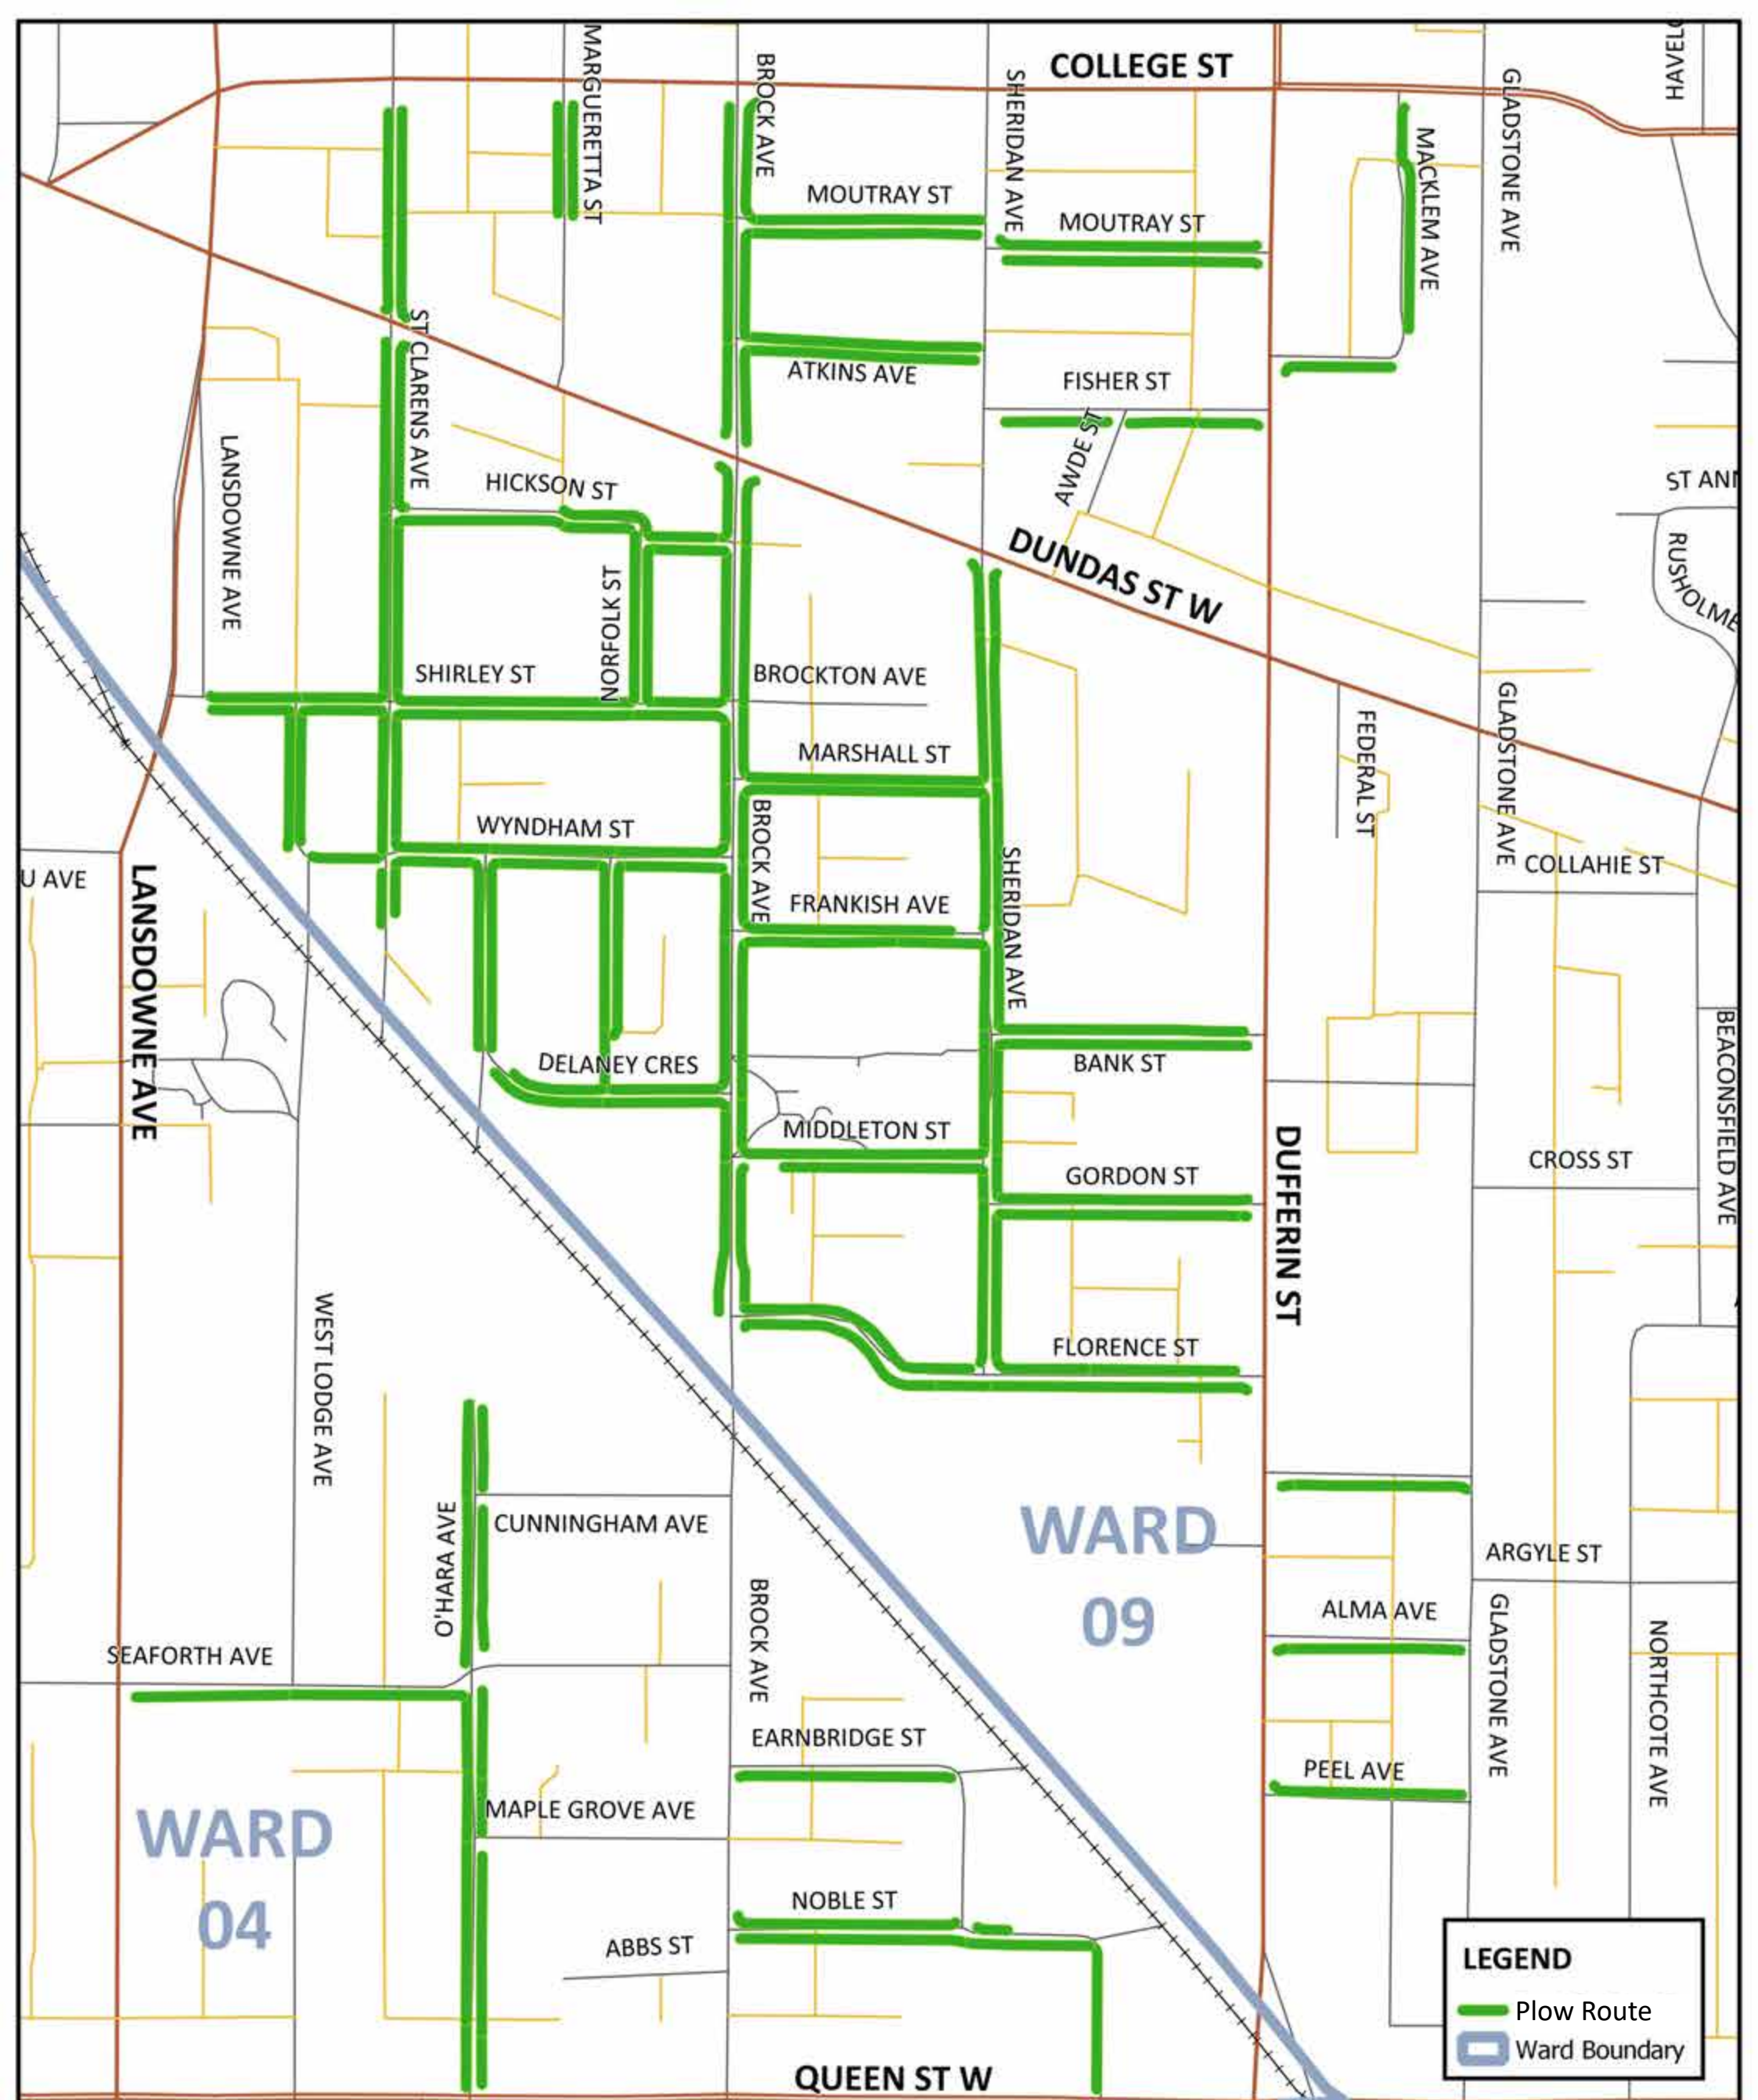 COLLEGE ST
HAVEL
MARGUERETTA ST
BROCK AVE
SHERIDAN AVE
GLADSTONE AVE
MACKLEM AVE
MOUTRAY ST
MOUTRAY ST
ST CLARENS AVE
ATKINS AVE
FISHER ST
AWDE ST
LANSDOWNE AVE
HICKSON ST
ST ANN
DUNDAS ST W
RUSHOLME
NORFOLK ST
SHIRLEY ST
BROCKTON AVE
FEDERAL ST
GLADSTONE AVE
MARSHALL ST
BROCK AVE
WYNDHAM ST
SHERIDAN AVE
COLLAHIE ST
U AVE
LANSDOWNE AVE
FRANKISH AVE
DELANEY CRES
BANK ST
BEACONSFIELD AVE
MIDDLETON ST
DUFFERIN ST
CROSS ST
GORDON ST
WEST LODGE AVE
FLORENCE ST
O'HARA AVE
CUNNINGHAM AVE
WARD
09
ARGYLE ST
BROCK AVE
ALMA AVE
GLADSTONE AVE
NORTHCOTE AVE
SEAFORTH AVE
EARNBRIDGE ST
PEEL AVE
MAPLE GROVE AVE
WARD
04
NOBLE ST
ABBS ST
LEGEND
Plow Route
Ward Boundary
QUEEN ST W